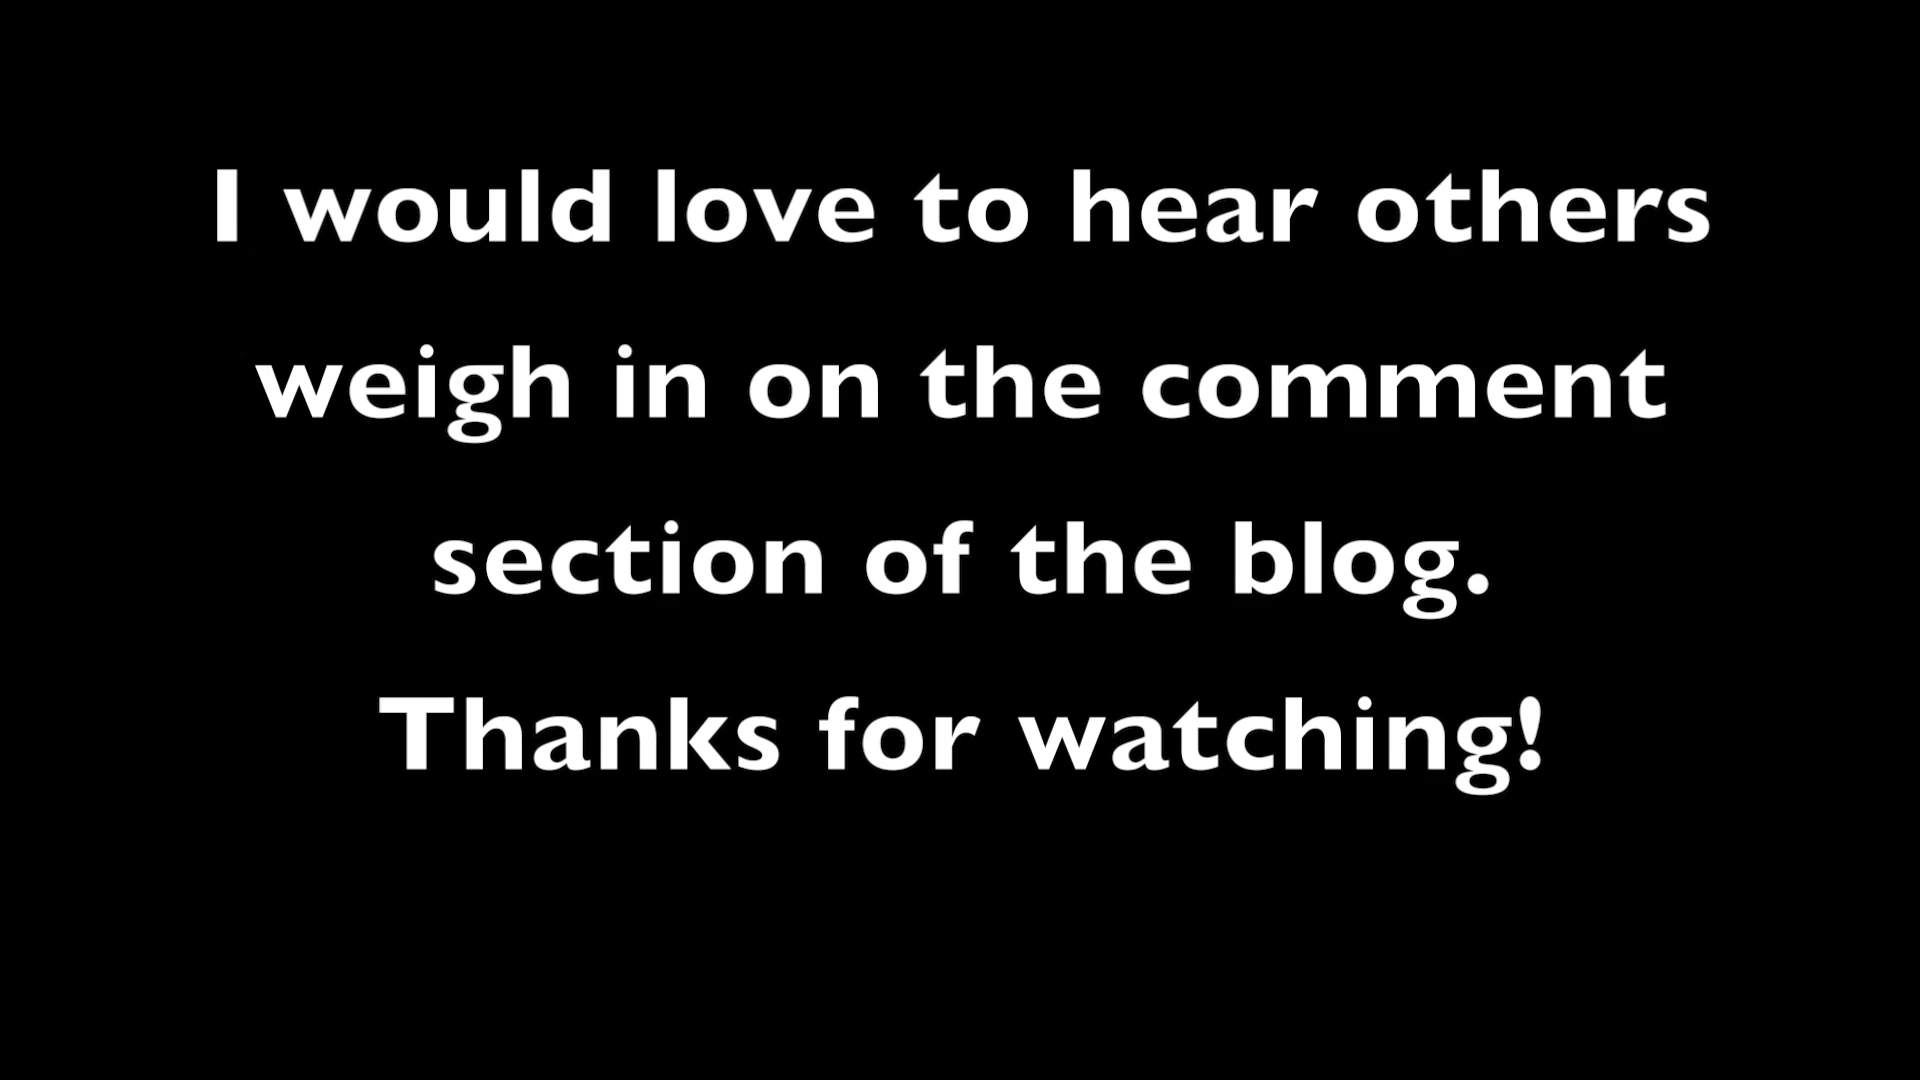 I would love to hear others
weigh in on the comment
section of the blog.
Thanks for watching!